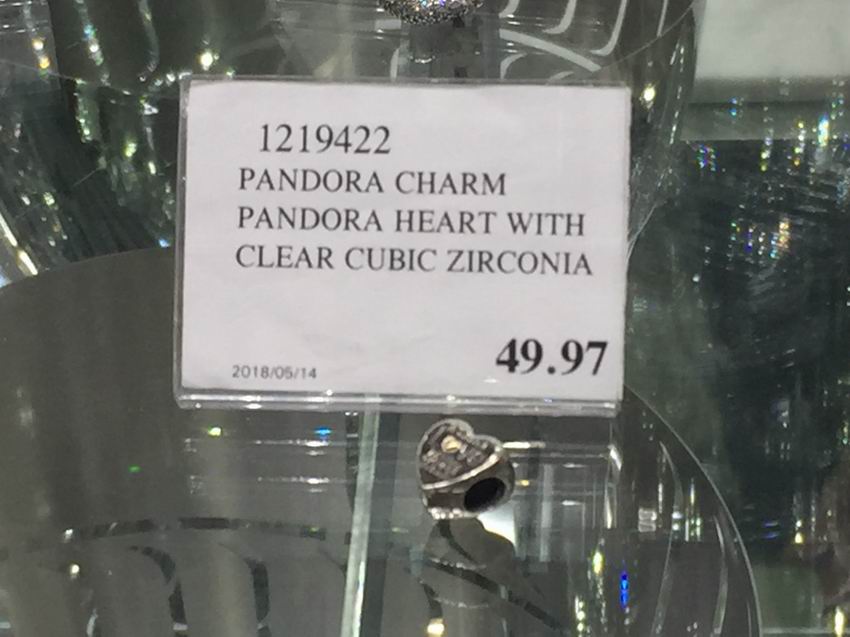 1219422
PANDORA CHARM
PANDORA HEART WITH
CLEAR CUBIC ZIRCONIA
49.97
2018/05/14